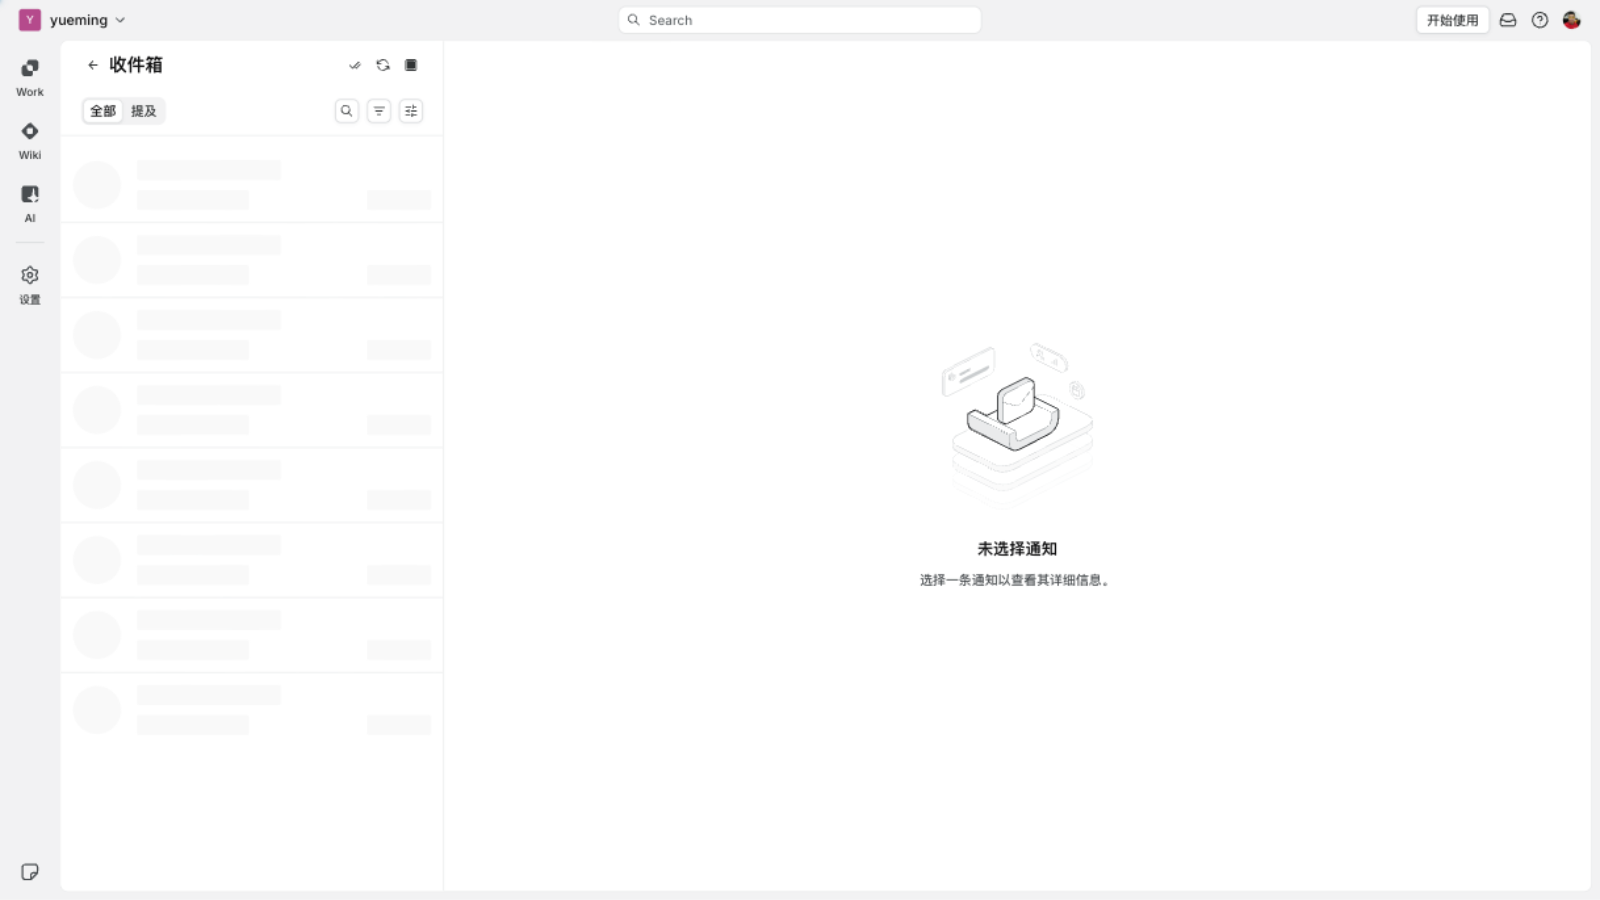 Y yueming
Search
开始使用
Work
Wiki
AI
设置
收件箱
全部 提及
未选择通知
选择一条通知以查看其详细信息。